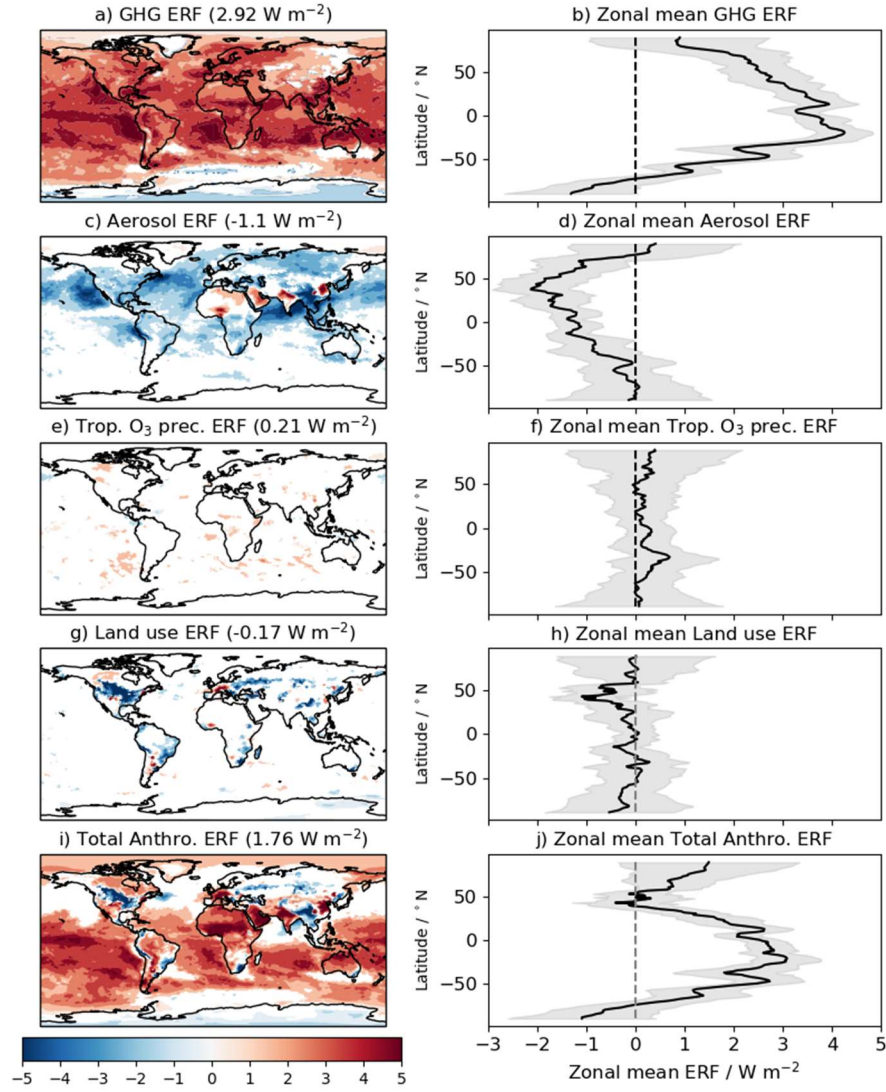 a) GHG ERF (2.92 W m⁻²)
b) Zonal mean GHG ERF
Latitude / °N
50
0
−50
c) Aerosol ERF (-1.1 W m⁻²)
d) Zonal mean Aerosol ERF
Latitude / °N
50
0
−50
e) Trop. O₃ prec. ERF (0.21 W m⁻²)
f) Zonal mean Trop. O₃ prec. ERF
Latitude / °N
50
0
−50
g) Land use ERF (-0.17 W m⁻²)
h) Zonal mean Land use ERF
Latitude / °N
50
0
−50
i) Total Anthro. ERF (1.76 W m⁻²)
j) Zonal mean Total Anthro. ERF
Latitude / °N
50
0
−50
−5 −4 −3 −2 −1 0 1 2 3 4 5
−3 −2 −1 0 1 2 3 4 5
Zonal mean ERF / W m⁻²